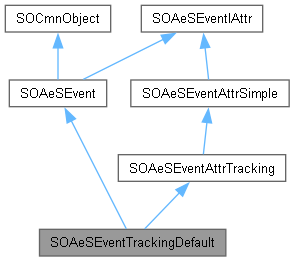 SOCmnObject
SOAeSEventIAttr
SOAeSEvent
SOAeSEventAttrSimple
SOAeSEventAttrTracking
SOAeSEventTrackingDefault